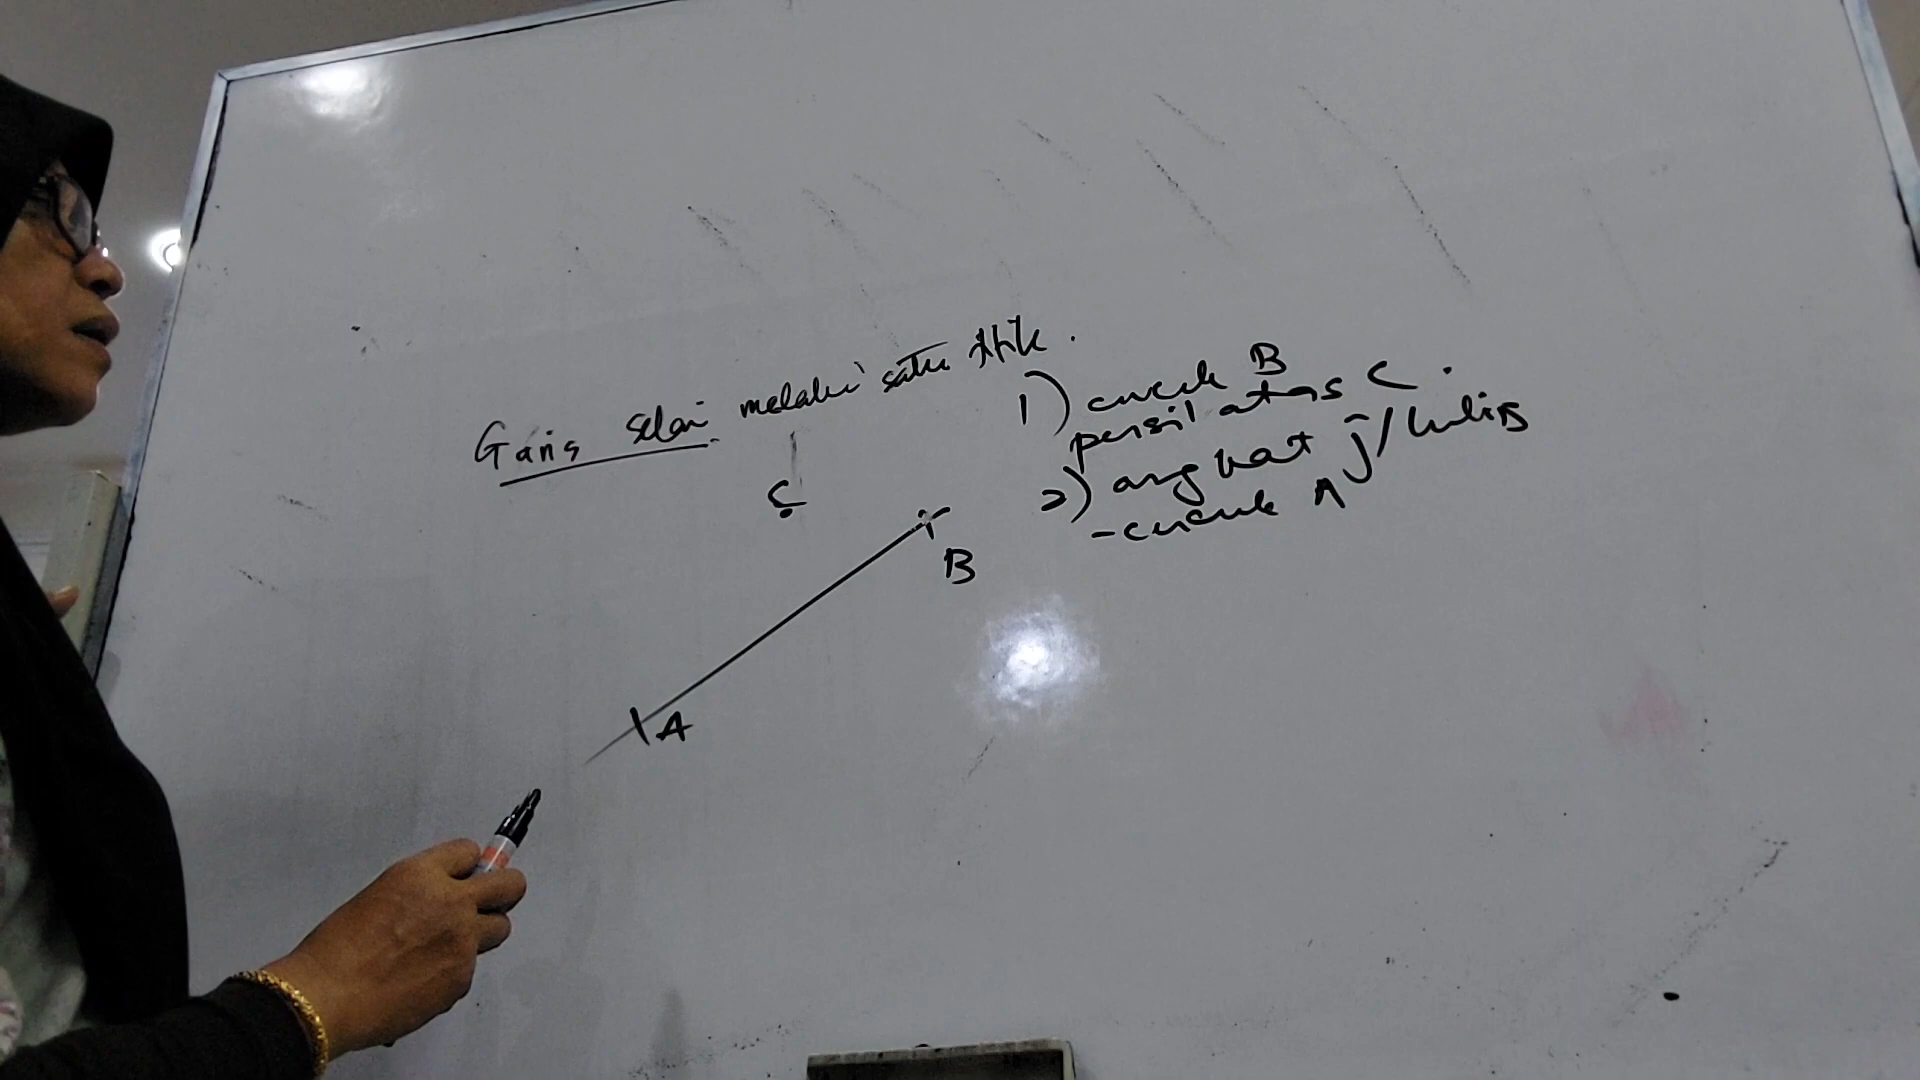 Garis Selari melalui satu titik.
C
B
A
1) cucuk B
pensil atas C.
2) angkat j/lukis
- cucuk A